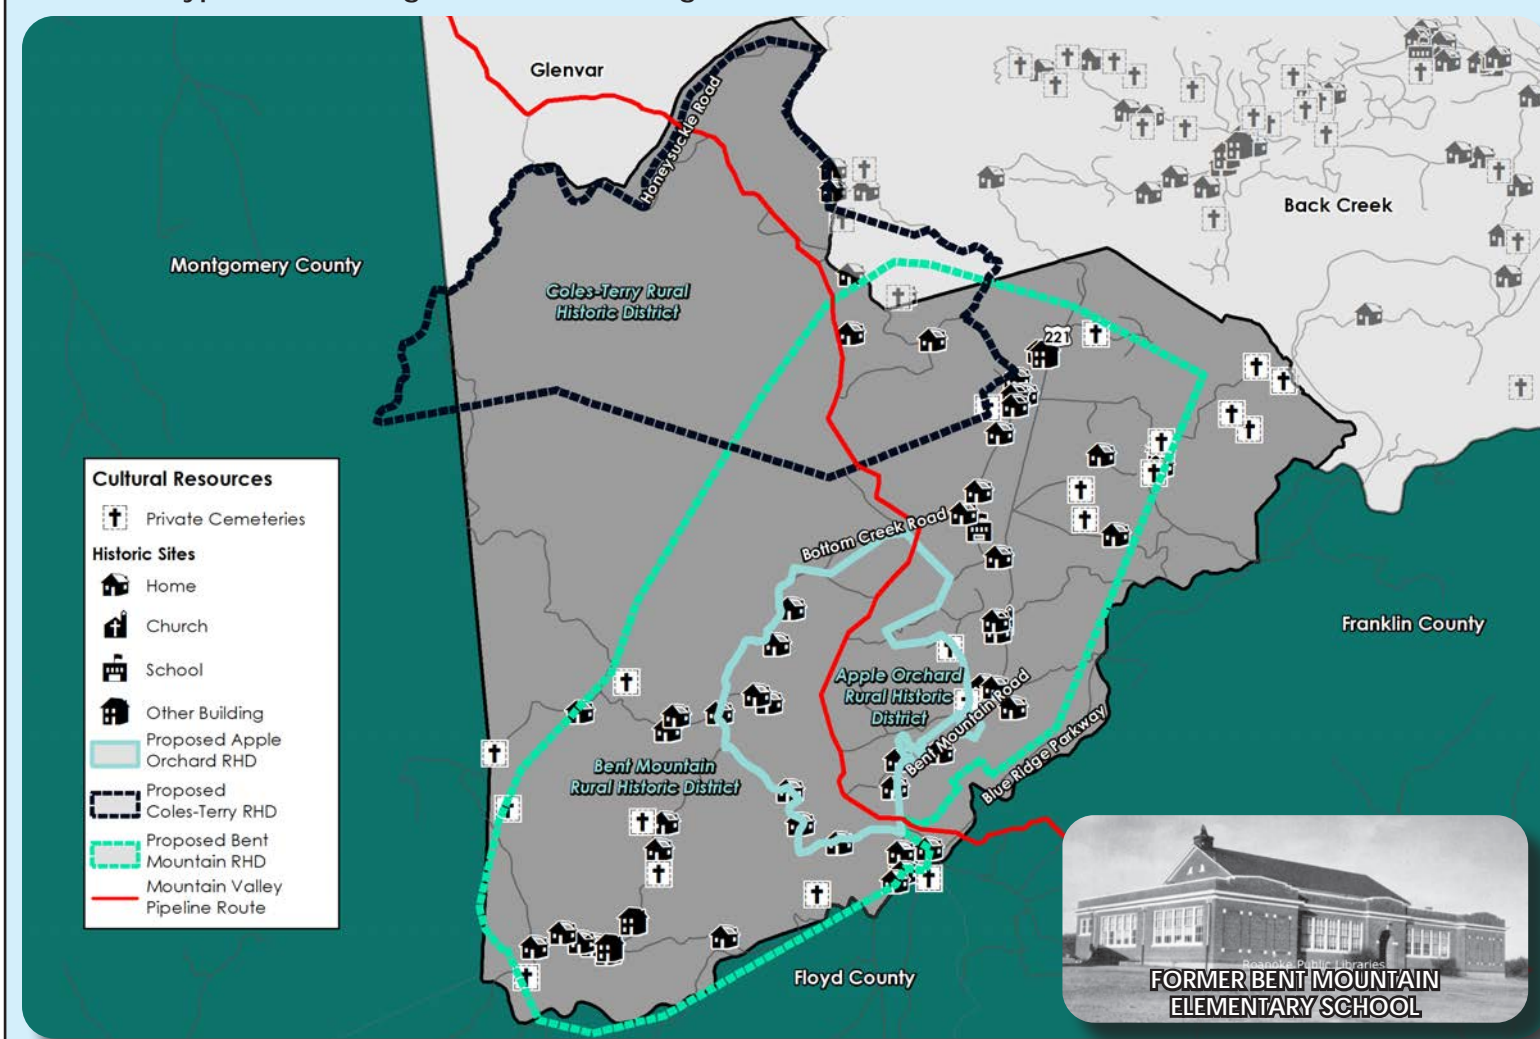 Glenvar
Honeysuckle Road
Back Creek
Montgomery County
Coles-Terry Rural
Historic District
221
Cultural Resources
Private Cemeteries
Historic Sites
Home
Church
School
Other Building
Proposed Apple
Orchard RHD
Proposed
Coles-Terry RHD
Proposed Bent
Mountain RHD
Mountain Valley
Pipeline Route
Bottom Creek Road
Franklin County
Apple Orchard
Rural Historic
District
Bent Mountain Road
Blue Ridge Parkway
Bent Mountain
Rural Historic District
Floyd County
Roanoke Public Libraries
FORMER BENT MOUNTAIN
ELEMENTARY SCHOOL